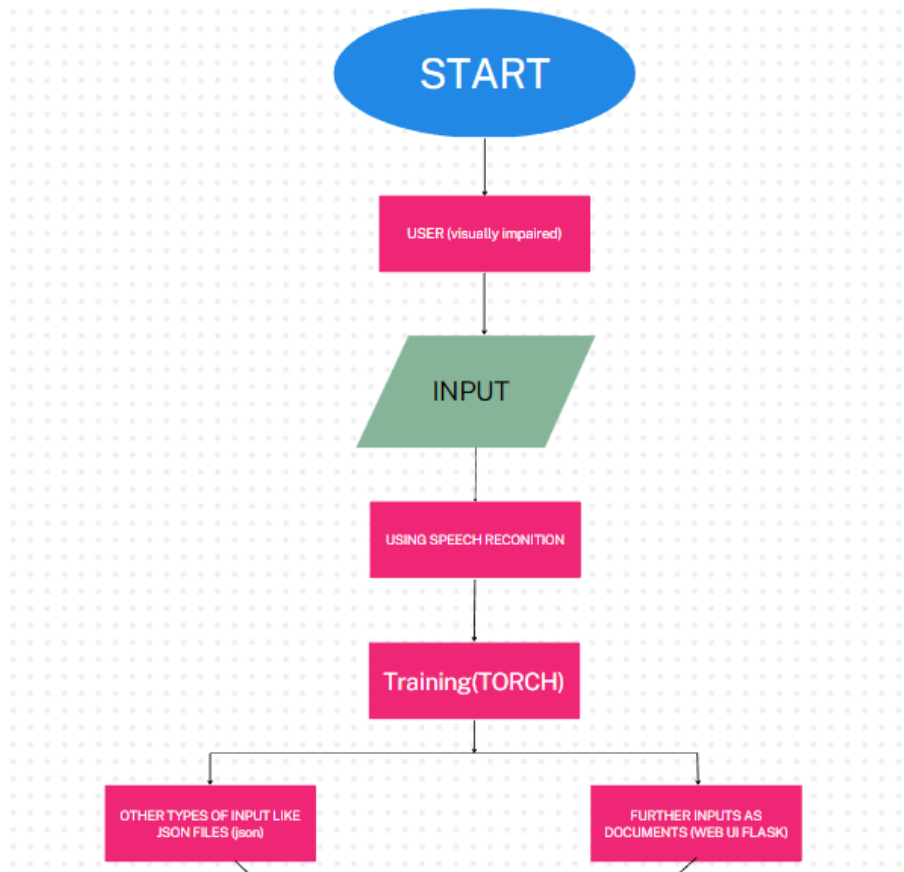 START
USER (visually impaired)
INPUT
USING SPEECH RECONITION
Training(TORCH)
OTHER TYPES OF INPUT LIKE
JSON FILES (json)
FURTHER INPUTS AS
DOCUMENTS (WEB UI FLASK)